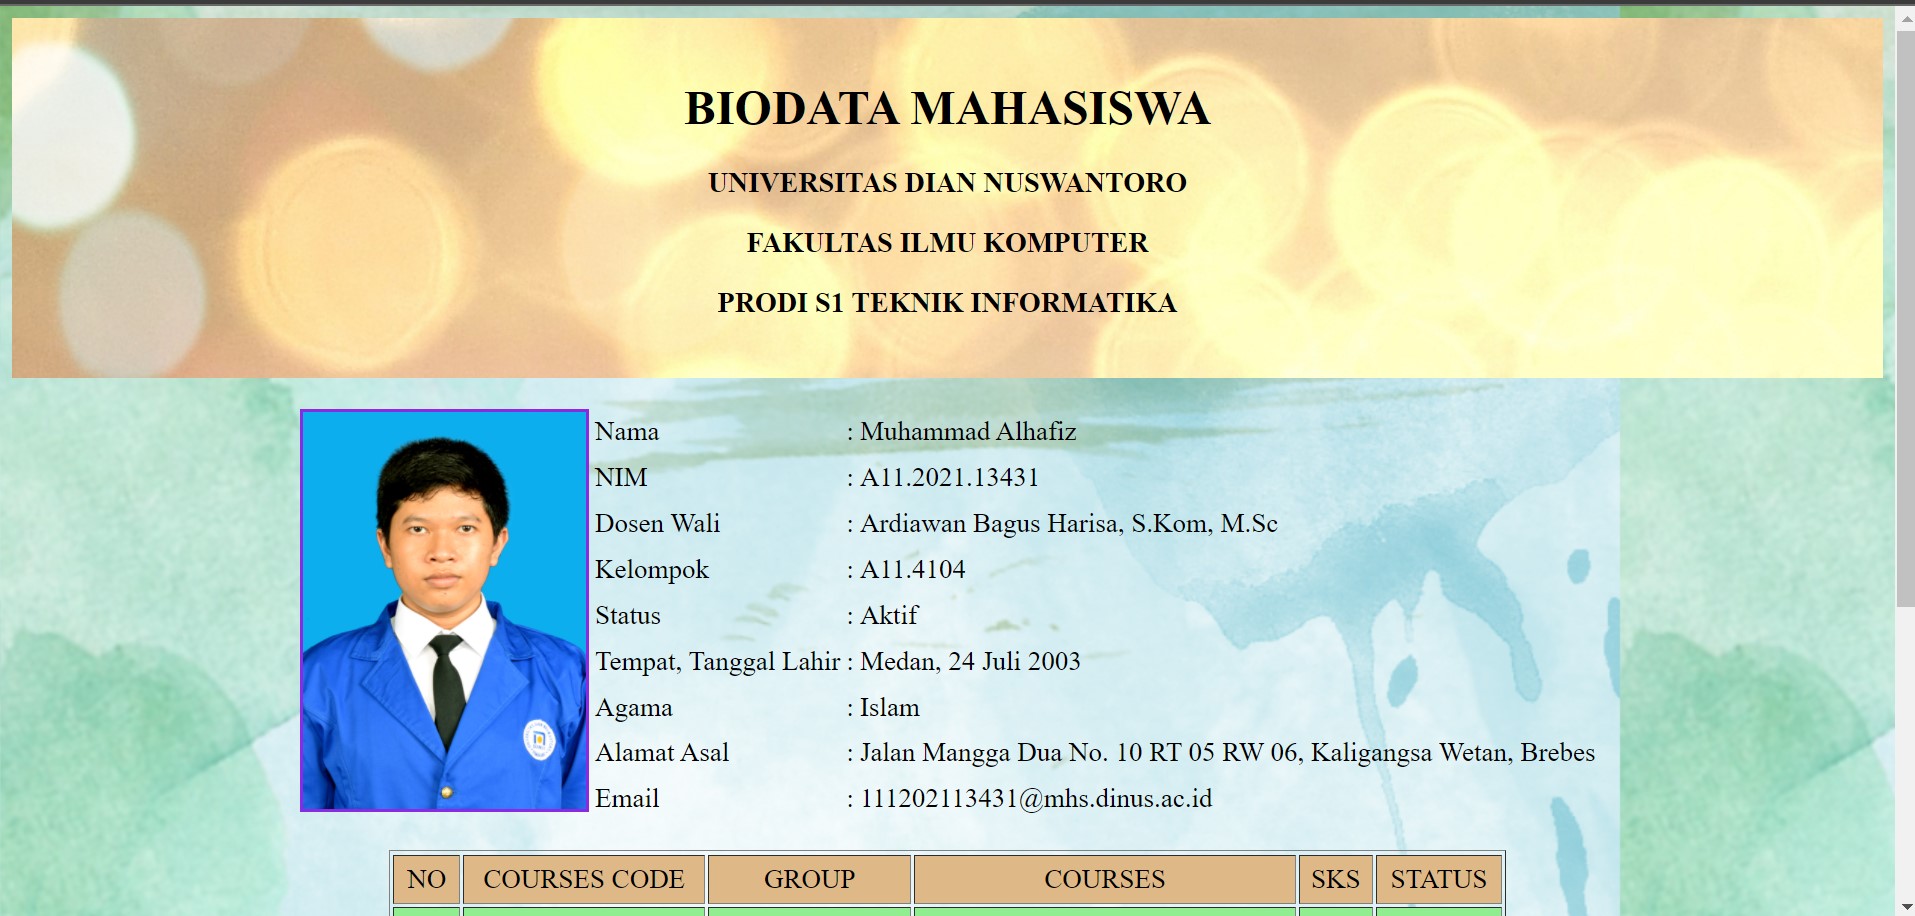 BIODATA MAHASISWA
UNIVERSITAS DIAN NUSWANTORO
FAKULTAS ILMU KOMPUTER
PRODI S1 TEKNIK INFORMATIKA
Nama : Muhammad Alhafiz
NIM : A11.2021.13431
Dosen Wali : Ardiawan Bagus Harisa, S.Kom, M.Sc
Kelompok : A11.4104
Status : Aktif
Tempat, Tanggal Lahir : Medan, 24 Juli 2003
Agama : Islam
Alamat Asal : Jalan Mangga Dua No. 10 RT 05 RW 06, Kaligangsa Wetan, Brebes
Email : 111202113431@mhs.dinus.ac.id
NO COURSES CODE GROUP COURSES SKS STATUS